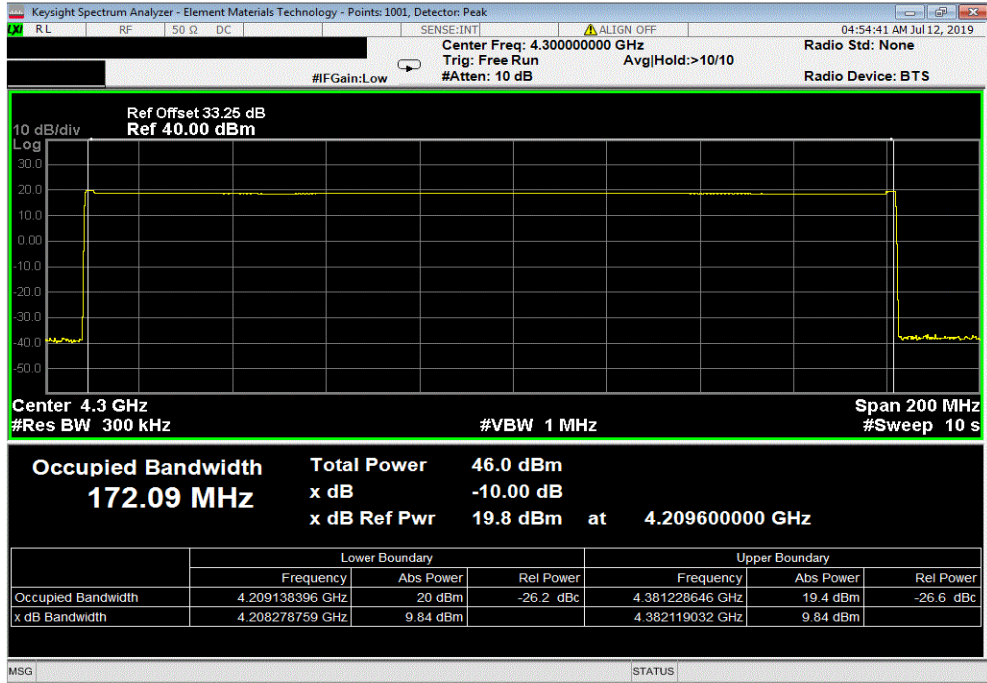 Keysight Spectrum Analyzer - Element Materials Technology - Points: 1001, Detector: Peak
LXI RL RF 50 Ω DC SENSE:INT ALIGN OFF 04:54:41 AM Jul 12, 2019
Center Freq: 4.300000000 GHz Radio Std: None
Trig: Free Run Avg|Hold:>10/10
#IFGain:Low #Atten: 10 dB Radio Device: BTS
Ref Offset 33.25 dB
10 dB/div Ref 40.00 dBm
Log
30.0
20.0
10.0
0.00
-10.0
-20.0
-30.0
-40.0
-50.0
Center 4.3 GHz Span 200 MHz
#Res BW 300 kHz #VBW 1 MHz #Sweep 10 s
Occupied Bandwidth Total Power 46.0 dBm
172.09 MHz x dB -10.00 dB
x dB Ref Pwr 19.8 dBm at 4.209600000 GHz
Lower Boundary Upper Boundary
Frequency Abs Power Rel Power Frequency Abs Power Rel Power
Occupied Bandwidth 4.209138396 GHz 20 dBm -26.2 dBc 4.381228646 GHz 19.4 dBm -26.6 dBc
x dB Bandwidth 4.208278759 GHz 9.84 dBm 4.382119032 GHz 9.84 dBm
MSG STATUS